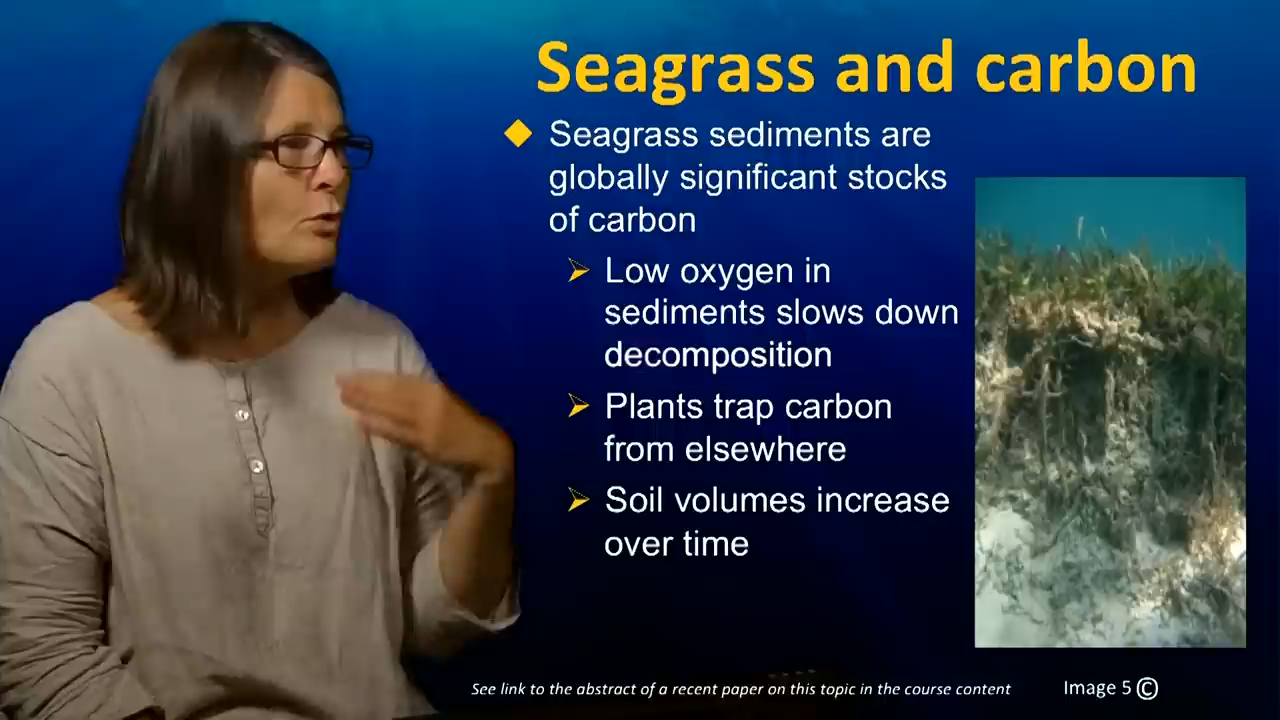 Seagrass and carbon
Seagrass sediments are
globally significant stocks
of carbon
Low oxygen in
sediments slows down
decomposition
Plants trap carbon
from elsewhere
Soil volumes increase
over time
See link to the abstract of a recent paper on this topic in the course content
Image 5 ©